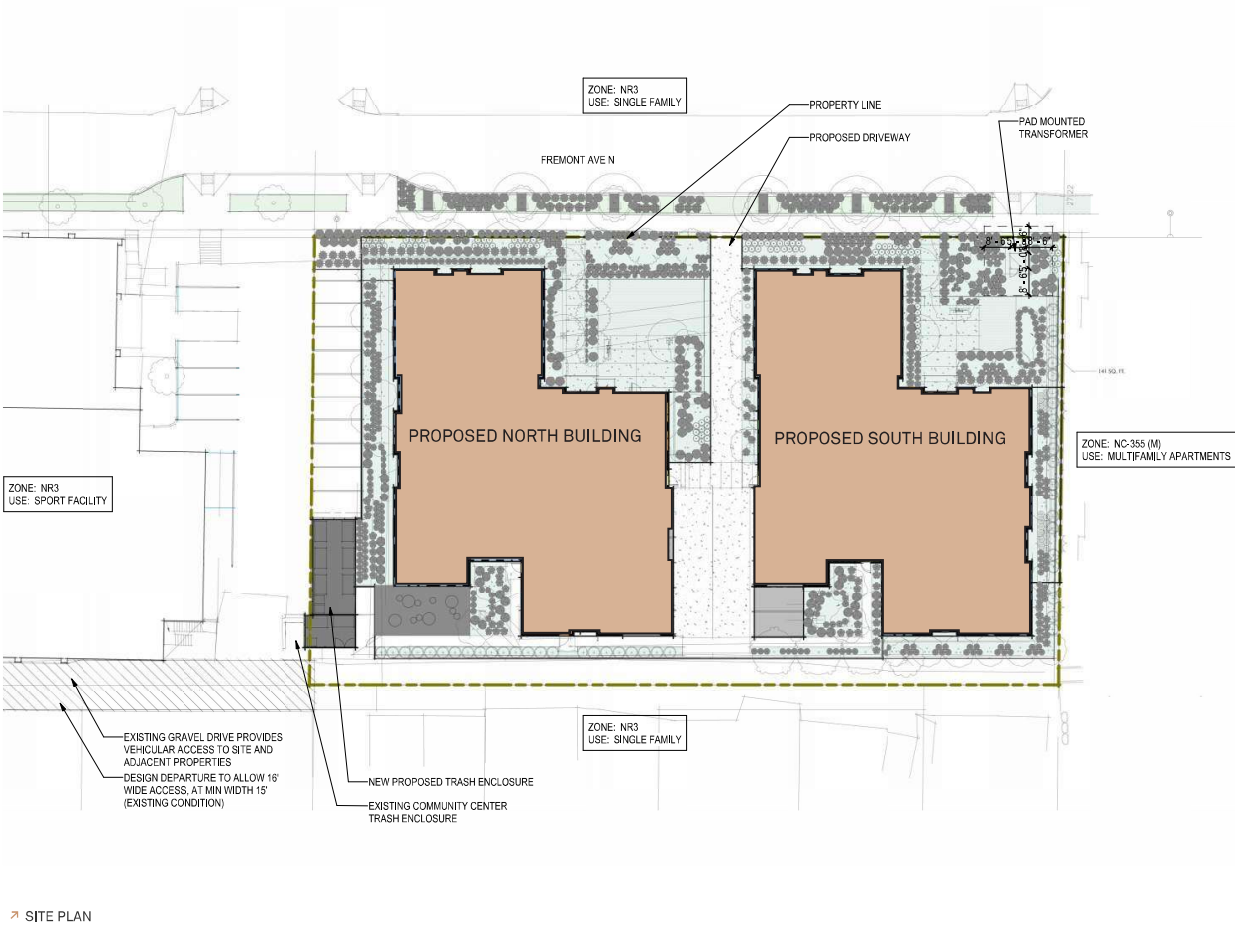 ZONE: NR3
USE: SINGLE FAMILY
PROPERTY LINE
PAD MOUNTED
TRANSFORMER
PROPOSED DRIVEWAY
FREMONT AVE N
141 SQ. FT.
PROPOSED NORTH BUILDING
PROPOSED SOUTH BUILDING
ZONE: NC-355 (M)
USE: MULTIFAMILY APARTMENTS
ZONE: NR3
USE: SPORT FACILITY
ZONE: NR3
USE: SINGLE FAMILY
EXISTING GRAVEL DRIVE PROVIDES
VEHICULAR ACCESS TO SITE AND
ADJACENT PROPERTIES
DESIGN DEPARTURE TO ALLOW 16'
WIDE ACCESS, AT MIN WIDTH 15'
(EXISTING CONDITION)
NEW PROPOSED TRASH ENCLOSURE
EXISTING COMMUNITY CENTER
TRASH ENCLOSURE
SITE PLAN